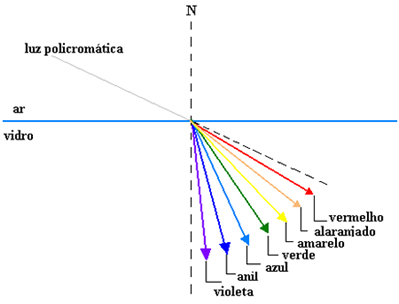 N
luz policromática
ar
vidro
vermelho
alaranjado
amarelo
verde
azul
anil
violeta